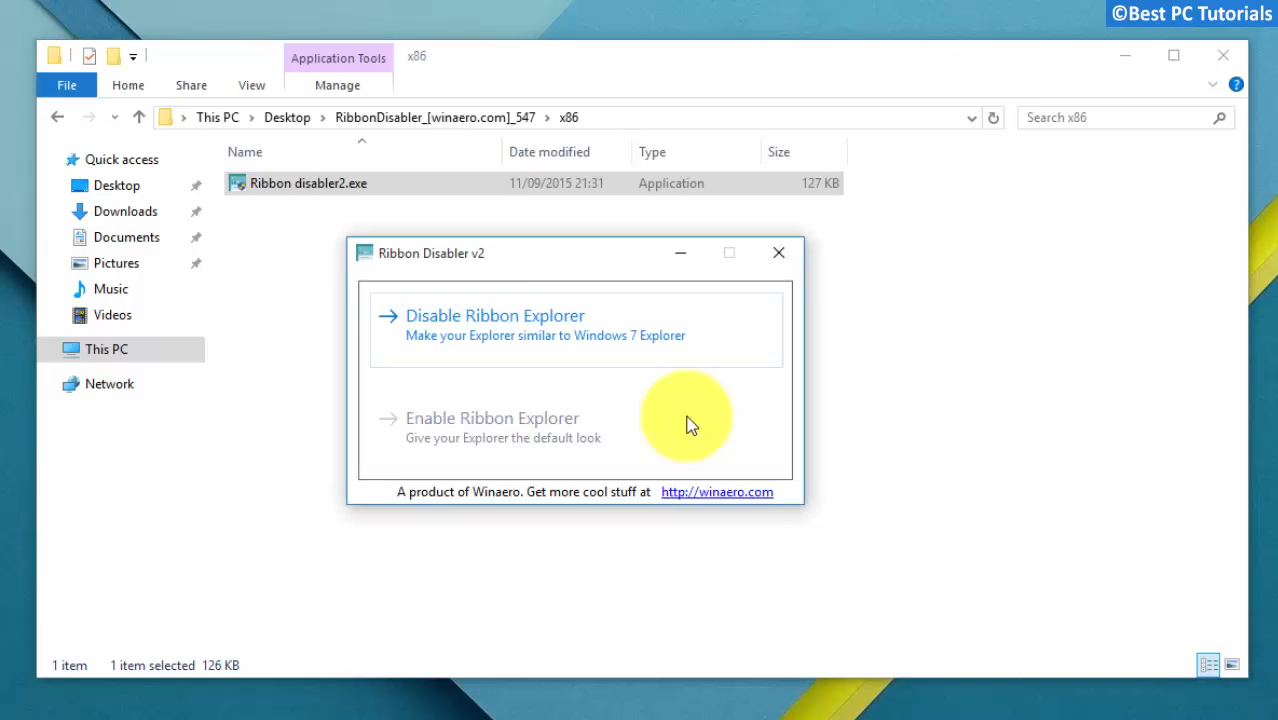 ©Best PC Tutorials
Application Tools
x86
File
Home
Share
View
Manage
This PC
Desktop
RibbonDisabler_[winaero.com]_547
x86
Search x86
Quick access
Desktop
Downloads
Documents
Pictures
Music
Videos
This PC
Network
Name
Date modified
Type
Size
Ribbon disabler2.exe
11/09/2015 21:31
Application
127 KB
Ribbon Disabler v2
Disable Ribbon Explorer
Make your Explorer similar to Windows 7 Explorer
Enable Ribbon Explorer
Give your Explorer the default look
A product of Winaero. Get more cool stuff at http://winaero.com
1 item
1 item selected 126 KB